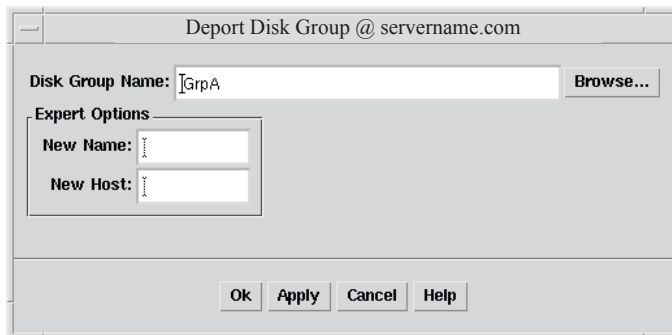 Deport Disk Group @ servername.com
Disk Group Name: GrpA Browse...
Expert Options
New Name:
New Host:
Ok Apply Cancel Help